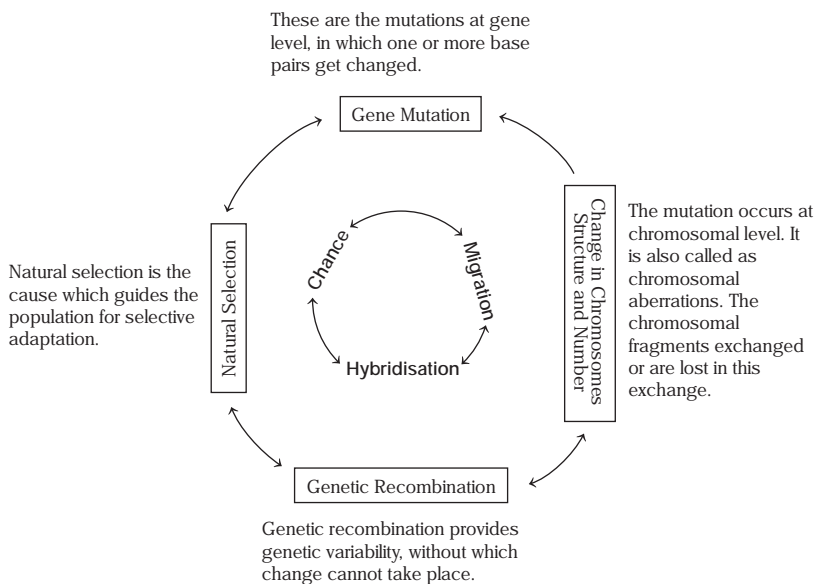 These are the mutations at gene
level, in which one or more base
pairs get changed.
Gene Mutation
Change in Chromosomes
Structure and Number
The mutation occurs at
chromosomal level. It
is also called as
chromosomal
aberrations. The
chromosomal
fragments exchanged
or are lost in this
exchange.
Natural selection is the
cause which guides the
population for selective
adaptation.
Natural Selection
Chance
Migration
Hybridisation
Genetic Recombination
Genetic recombination provides
genetic variability, without which
change cannot take place.